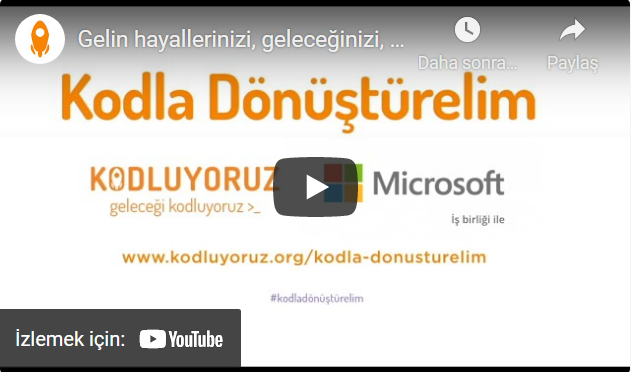 Gelin hayallerinizi, geleceğinizi, ...
Daha sonra...
Paylaş
Kodla Dönüştürelim
KODLUYORUZ
geleceği kodluyoruz >_
Microsoft
İş birliği ile
www.kodluyoruz.org/kodla-donusturelim
#kodladönüştürelim
İzlemek için: YouTube